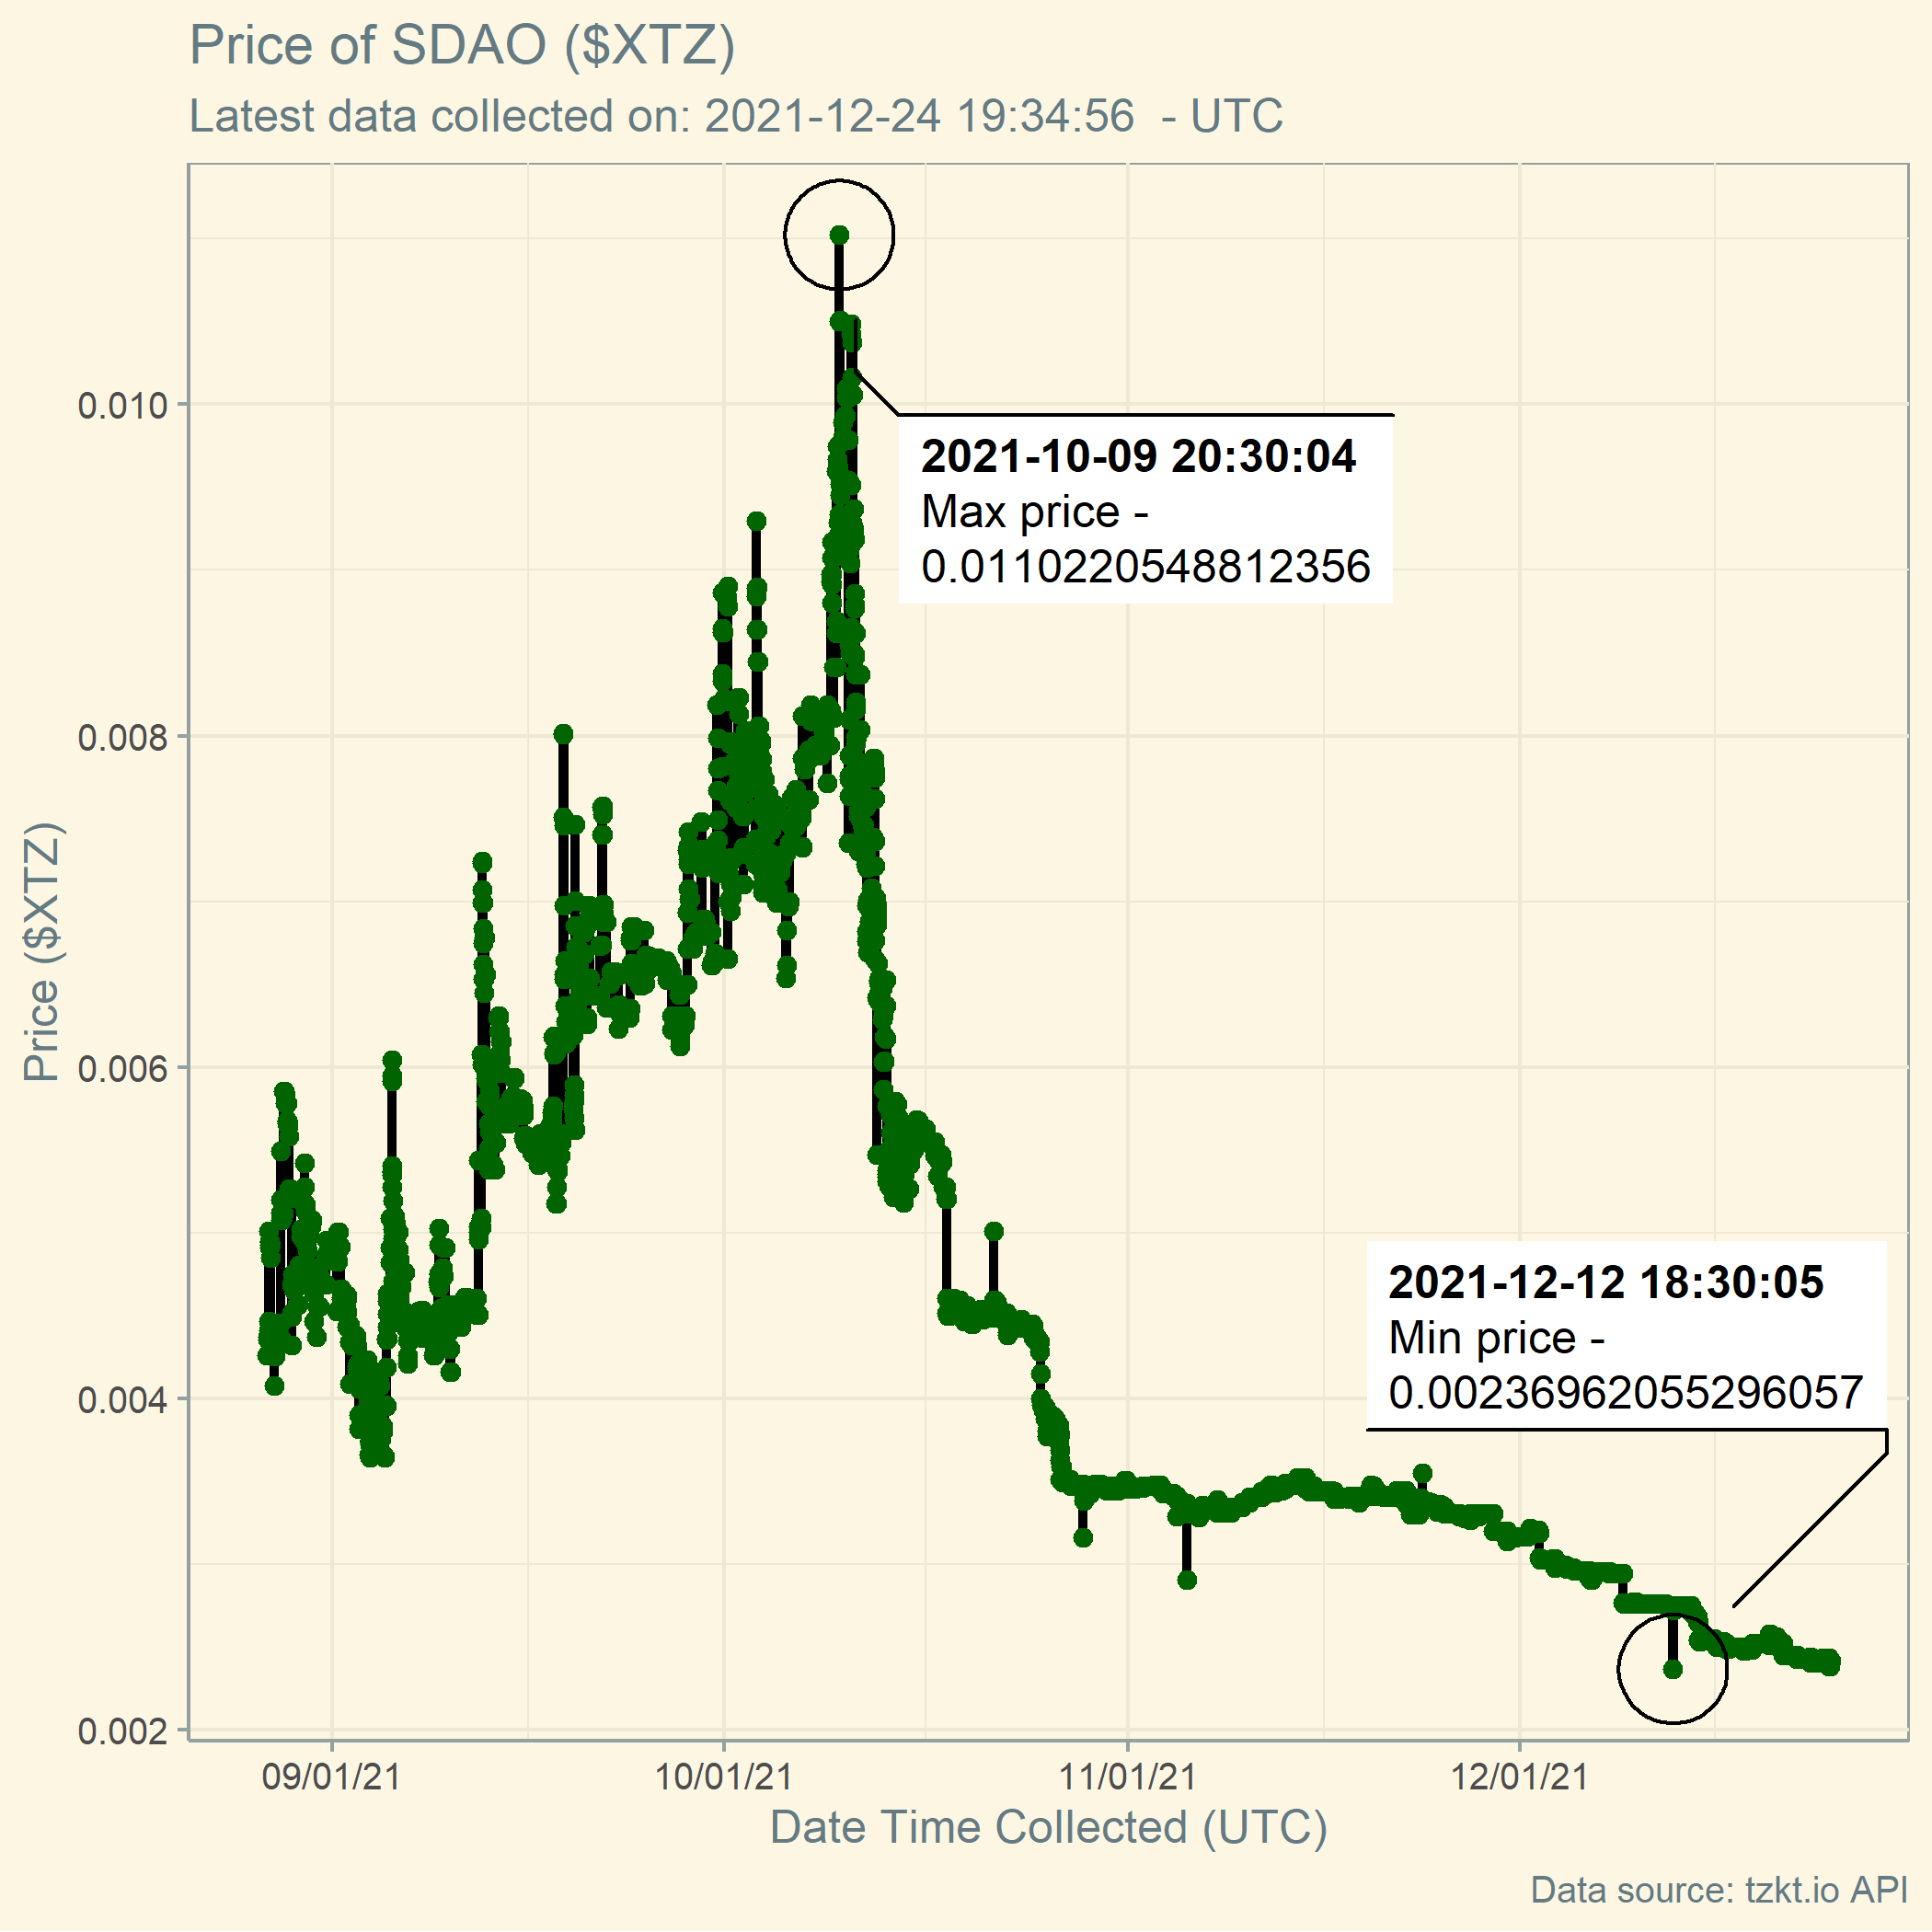 Price of SDAO ($XTZ)
Latest data collected on: 2021-12-24 19:34:56  - UTC
Price ($XTZ)
0.010
0.008
0.006
0.004
0.002
2021-10-09 20:30:04
Max price -
0.0110220548812356
2021-12-12 18:30:05
Min price -
0.00236962055296057
09/01/21
10/01/21
11/01/21
12/01/21
Date Time Collected (UTC)
Data source: tzkt.io API